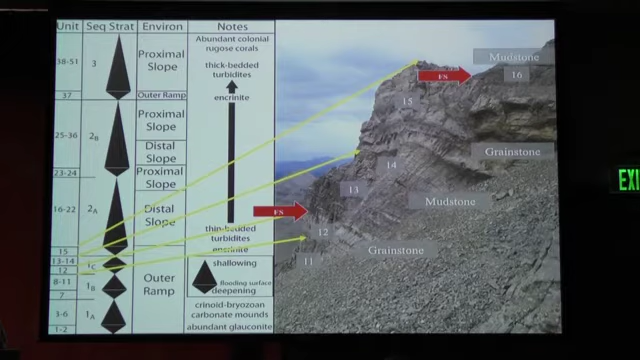 Unit Seq Strat Environ Notes
38-51 3 Proximal Slope
37 Outer Ramp
25-36 2B Proximal Slope
Distal Slope
23-24 Proximal Slope
16-22 2A Distal Slope
15
13-14 1C
12
8-11 1B Outer Ramp
7
3-6 1A
1-2
Abundant colonial
rugose corals
thick-bedded
turbidites
encrinite
thin-bedded
turbidites
encrinite
shallowing
flooding surface
deepening
crinoid-bryozoan
carbonate mounds
abundant glauconite
Mudstone
FS
16
15
Grainstone
14
13
Mudstone
FS
12
Grainstone
11
EXI